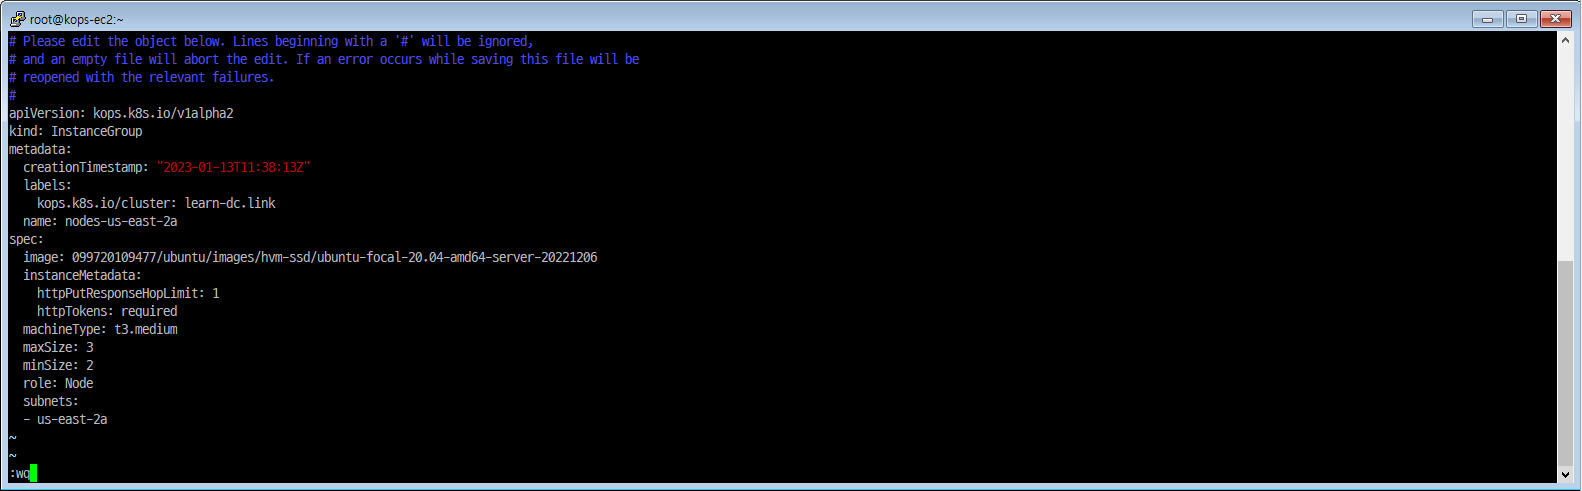 root@kops-ec2:~
# Please edit the object below. Lines beginning with a '#' will be ignored,
# and an empty file will abort the edit. If an error occurs while saving this file will be
# reopened with the relevant failures.
#
apiVersion: kops.k8s.io/v1alpha2
kind: InstanceGroup
metadata:
  creationTimestamp: "2023-01-13T11:38:13Z"
  labels:
    kops.k8s.io/cluster: learn-dc.link
  name: nodes-us-east-2a
spec:
  image: 099720109477/ubuntu/images/hvm-ssd/ubuntu-focal-20.04-amd64-server-20221206
  instanceMetadata:
    httpPutResponseHopLimit: 1
    httpTokens: required
  machineType: t3.medium
  maxSize: 3
  minSize: 2
  role: Node
  subnets:
  - us-east-2a
~
~
:wq